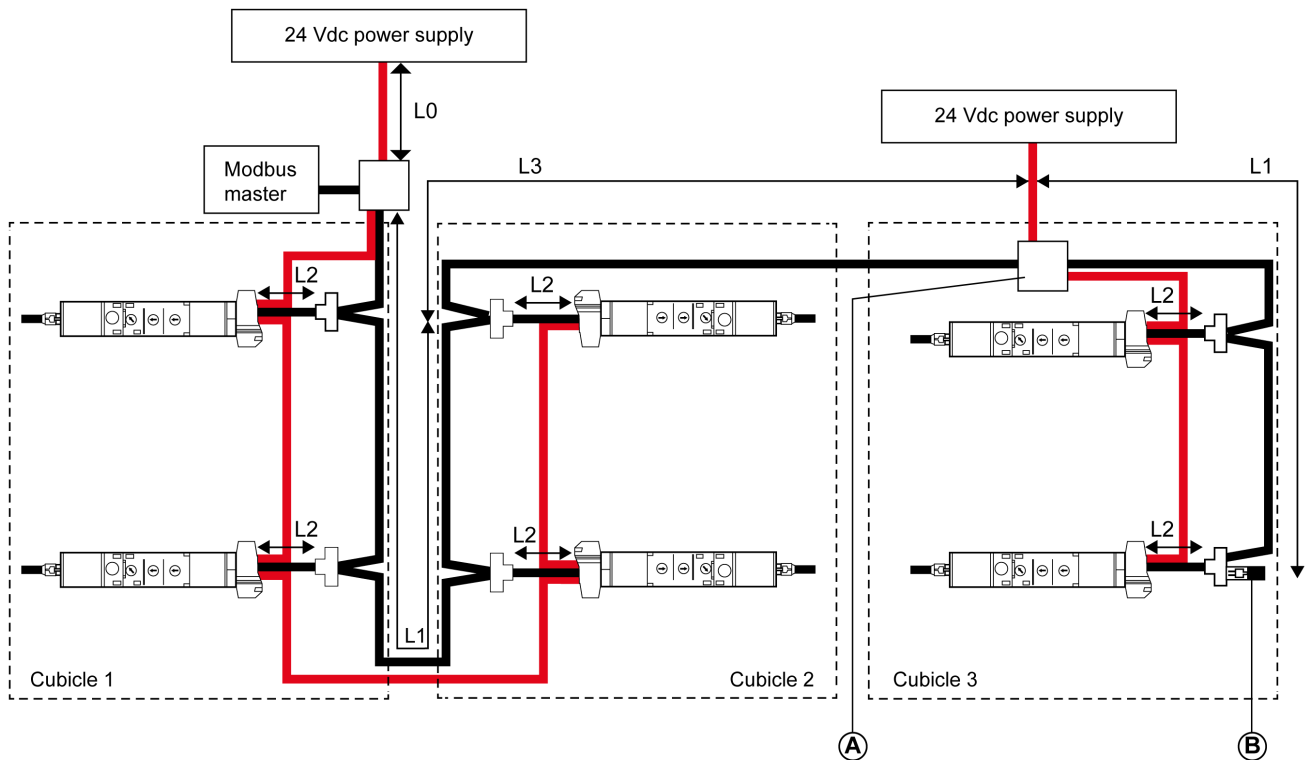 24 Vdc power supply
L0
24 Vdc power supply
Modbus
master
L3
L1
L2
L2
L2
L2
L2
L2
L1
Cubicle 1
Cubicle 2
Cubicle 3
A
B